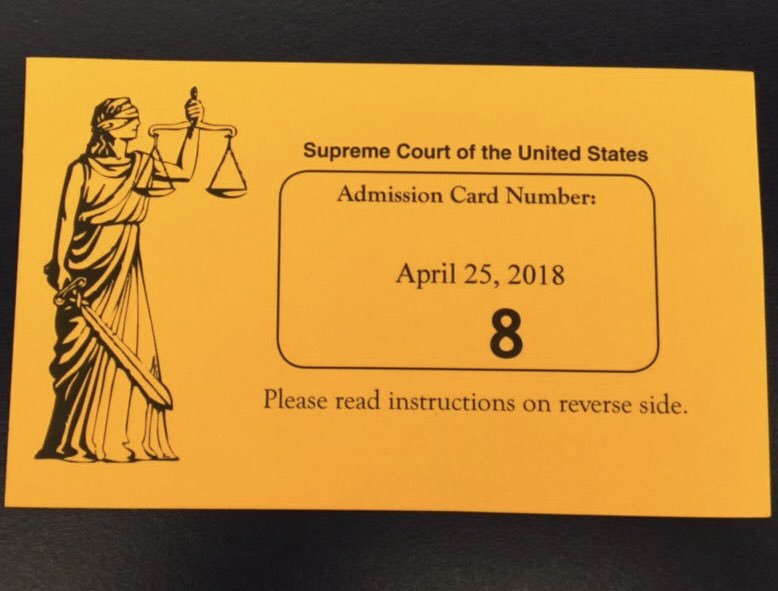 Supreme Court of the United States
Admission Card Number:
April 25, 2018
8
Please read instructions on reverse side.